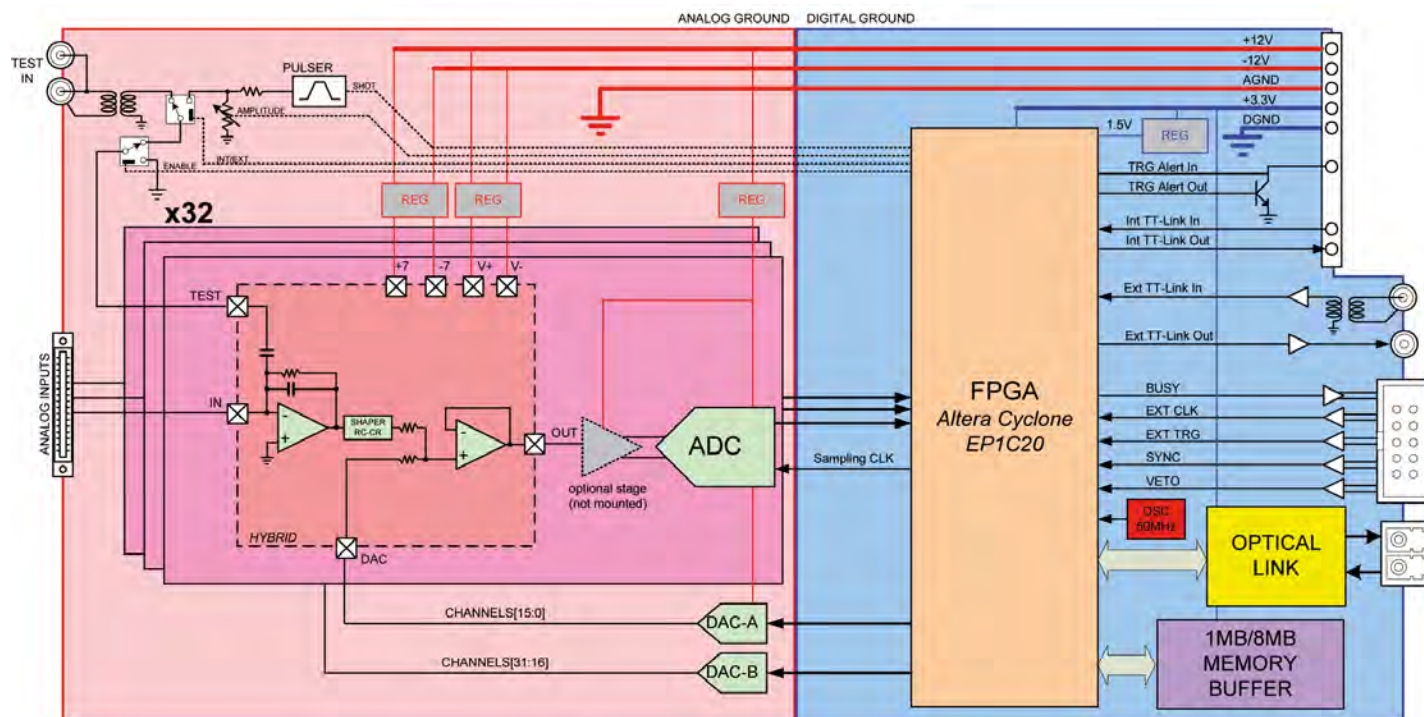 ANALOG GROUND
DIGITAL GROUND
TEST
IN
PULSER
SHOT
AMPLITUDE
INT/EXT
ENABLE
+12V
-12V
AGND
+3.3V
DGND
1.5V
REG
TRG Alert In
TRG Alert Out
Int TT-Link In
Int TT-Link Out
Ext TT-Link In
Ext TT-Link Out
x32
REG
REG
REG
+7
-7
V+
V-
TEST
IN
ANALOG INPUTS
-
+
SHAPER
RC-CR
-
+
OUT
HYBRID
DAC
optional stage
(not mounted)
ADC
Sampling CLK
FPGA
Altera Cyclone
EP1C20
BUSY
EXT CLK
EXT TRG
SYNC
VETO
OSC
60MHz
OPTICAL
LINK
CHANNELS[15:0]
DAC-A
CHANNELS[31:16]
DAC-B
1MB/8MB
MEMORY
BUFFER